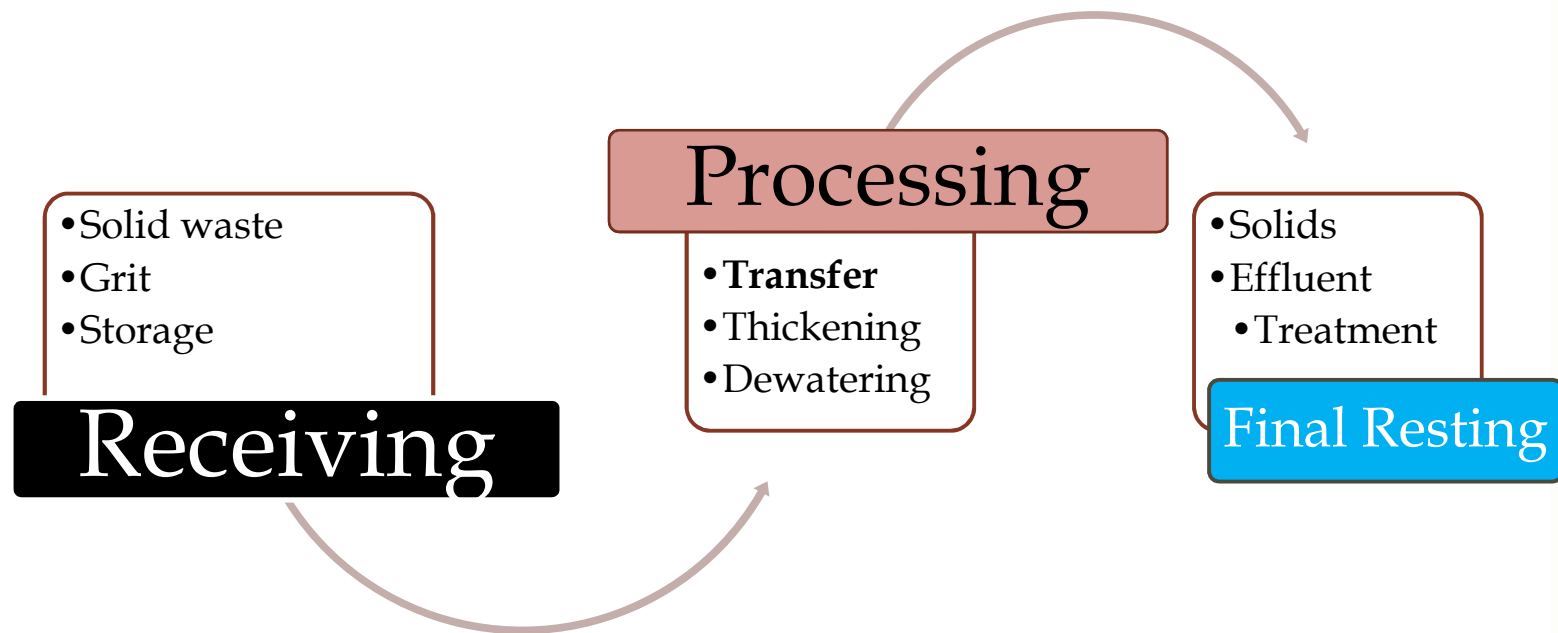 •Solid waste
•Grit
•Storage
Receiving
Processing
•Transfer
•Thickening
•Dewatering
•Solids
•Effluent
•Treatment
Final Resting